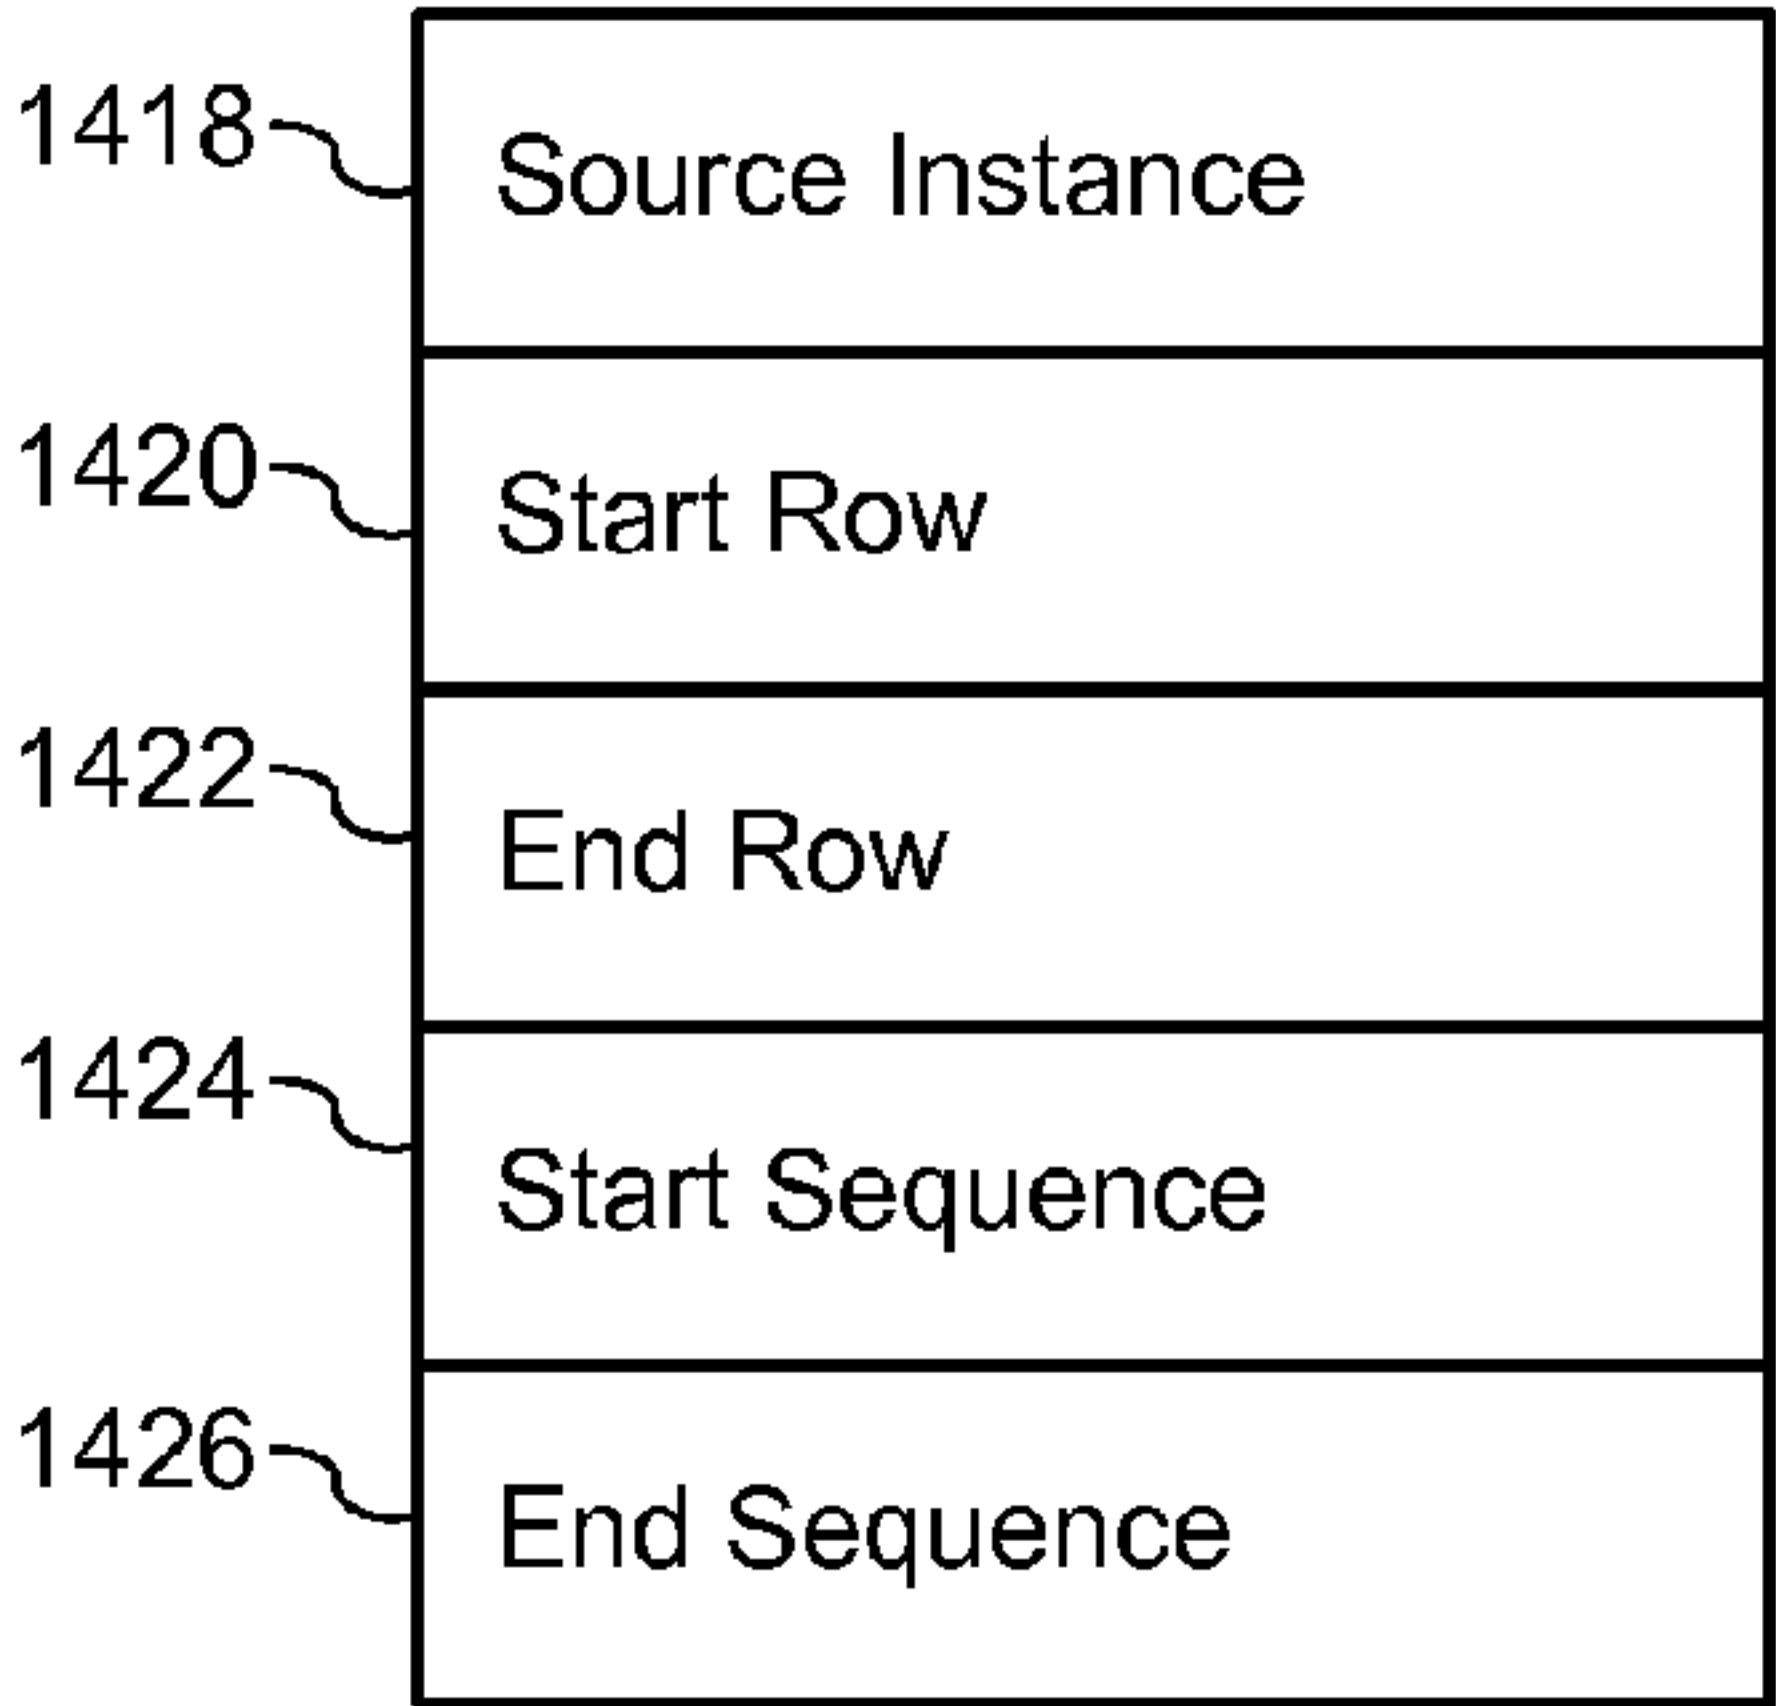 1418 Source Instance
1420 Start Row
1422 End Row
1424 Start Sequence
1426 End Sequence